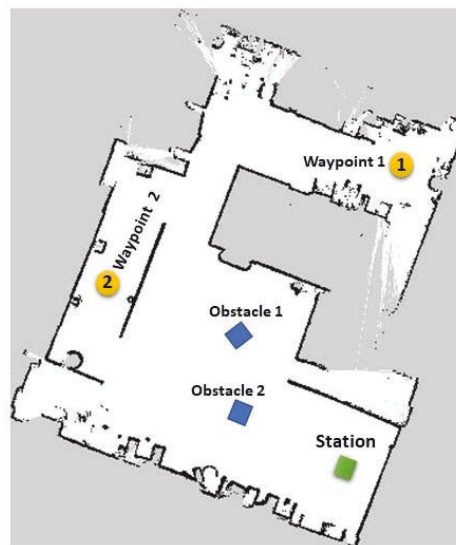 Waypoint 1
1
Waypoint 2
2
Obstacle 1
Obstacle 2
Station